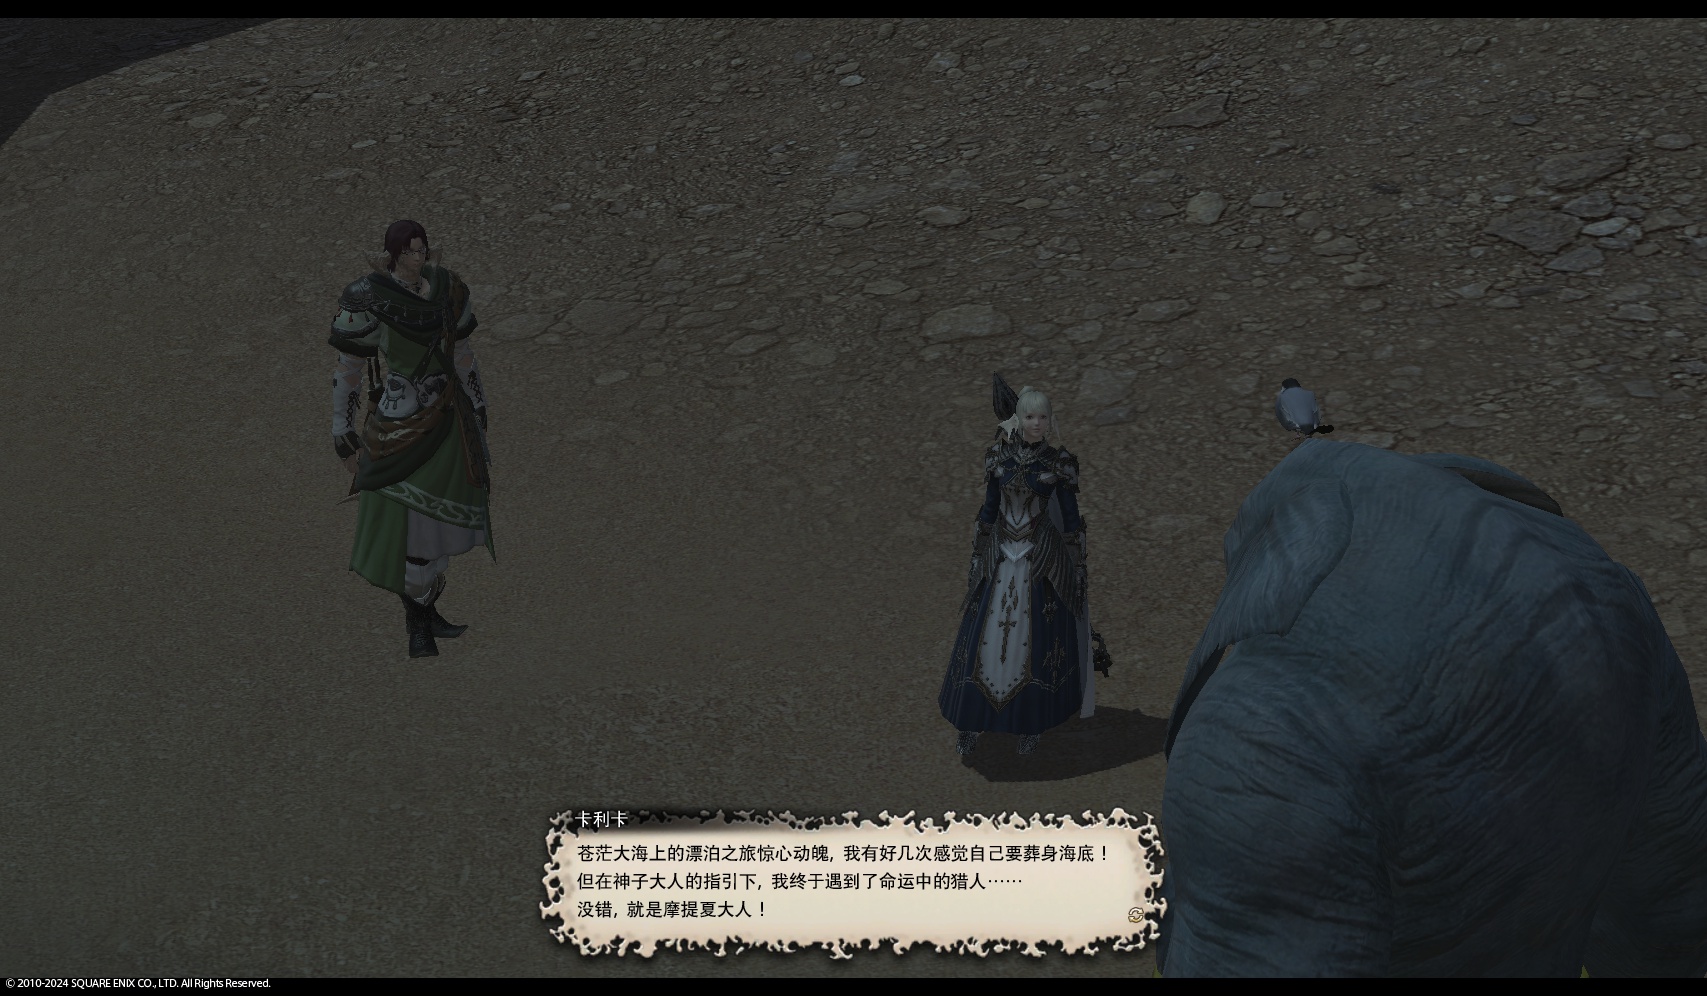 卡利卡
苍茫大海上的漂泊之旅惊心动魄，我有好几次感觉自己要葬身海底！
但在神子大人的指引下，我终于遇到了命运中的猎人……
没错，就是摩提夏大人！
© 2010-2024 SQUARE ENIX CO., LTD. All Rights Reserved.